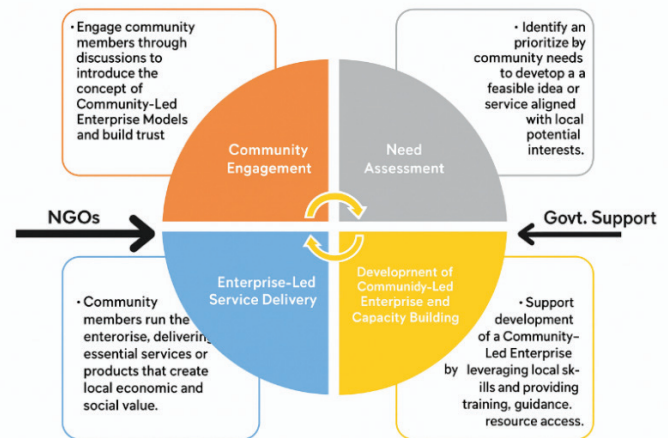 • Engage community
members through
discussions to
introduce the
concept of
Community-Led
Enterprise Models
and build trust
• Identify an
prioritize by
community needs
to develop a a
feasible idea or
service aligned
with local
potential
interests.
Community
Engagement
Need
Assessment
NGOs
Govt. Support
Enterprise-Led
Service Delivery
Development of
Communidy-Led
Enterprise and
Capacity Building
• Community
members run the
enterorise, delivering
essential services or
products that create
local economic and
social value.
• Support
development
of a Community-
Led Enterprise
by leveraging local sk-
ills and providing
training, guidance.
resource access.